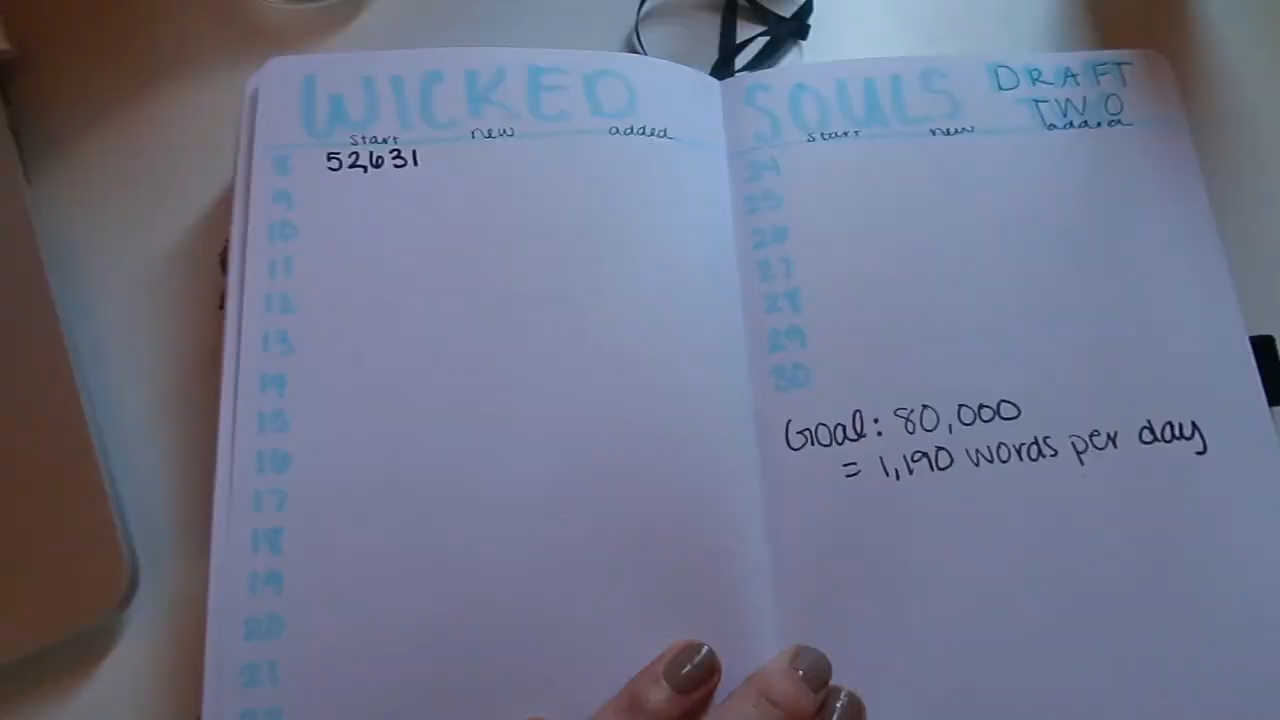 WICKED
start new added
8 52,631
9
10
11
12
13
14
15
16
17
18
19
20
21
SOULS DRAFT
TWO
start new added
25
26
27
28
29
30
Goal: 80,000
= 1,190 words per day